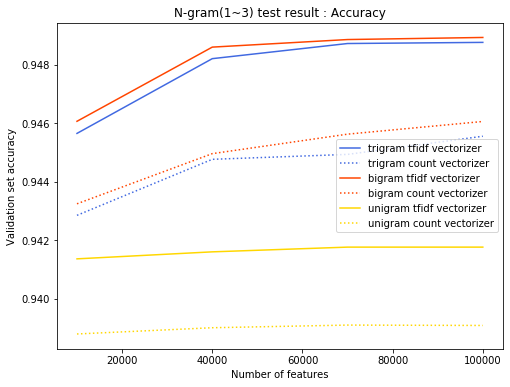 N-gram(1~3) test result : Accuracy
Validation set accuracy
0.948
0.946
0.944
0.942
0.940
trigram tfidf vectorizer
trigram count vectorizer
bigram tfidf vectorizer
bigram count vectorizer
unigram tfidf vectorizer
unigram count vectorizer
20000 40000 60000 80000 100000
Number of features